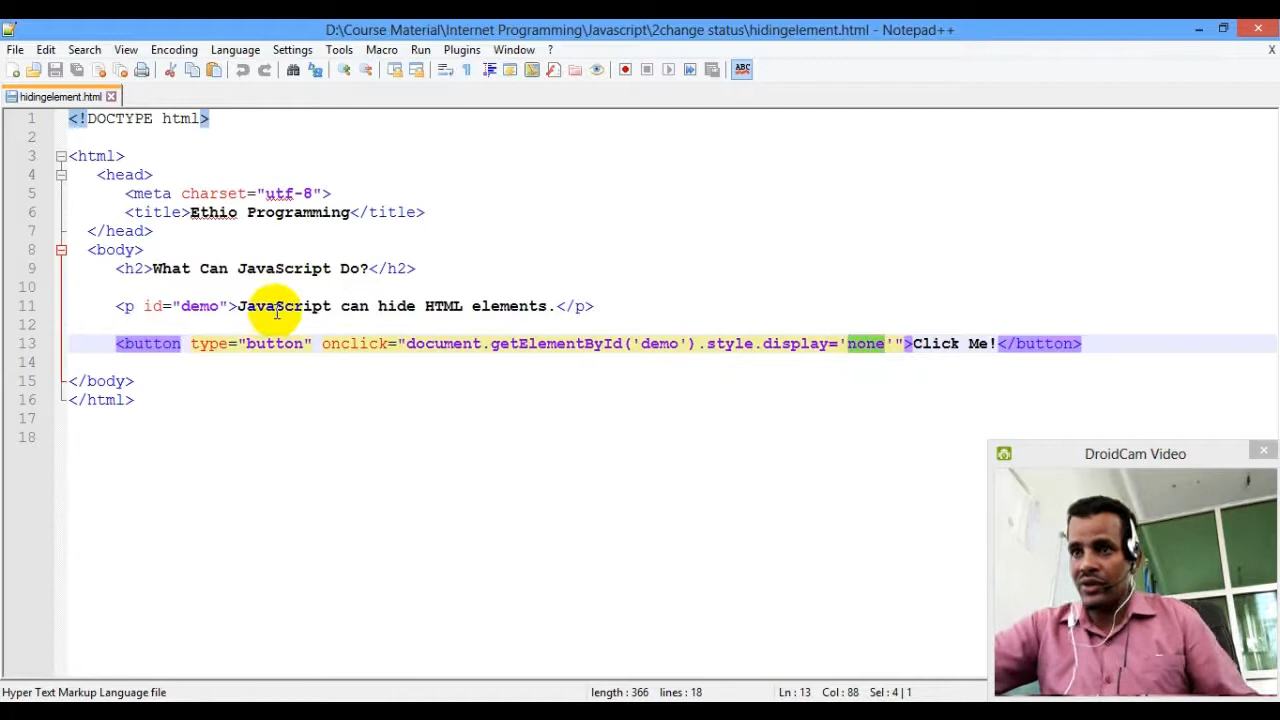 D:\Course Material\Internet Programming\Javascript\2change status\hidingelement.html - Notepad++
File Edit Search View Encoding Language Settings Tools Macro Run Plugins Window ?
X
ABC
hidingelement.html
1 <!DOCTYPE html>
2
3 <html>
4 <head>
5 <meta charset="utf-8">
6 <title>Ethio Programming</title>
7 </head>
8 <body>
9 <h2>What Can JavaScript Do?</h2>
10
11 <p id="demo">JavaScript can hide HTML elements.</p>
12
13 <button type="button" onclick="document.getElementById('demo').style.display='none'">Click Me!</button>
14
15 </body>
16 </html>
17
18
DroidCam Video
Hyper Text Markup Language file length : 366 lines : 18 Ln : 13 Col : 88 Sel : 4 | 1